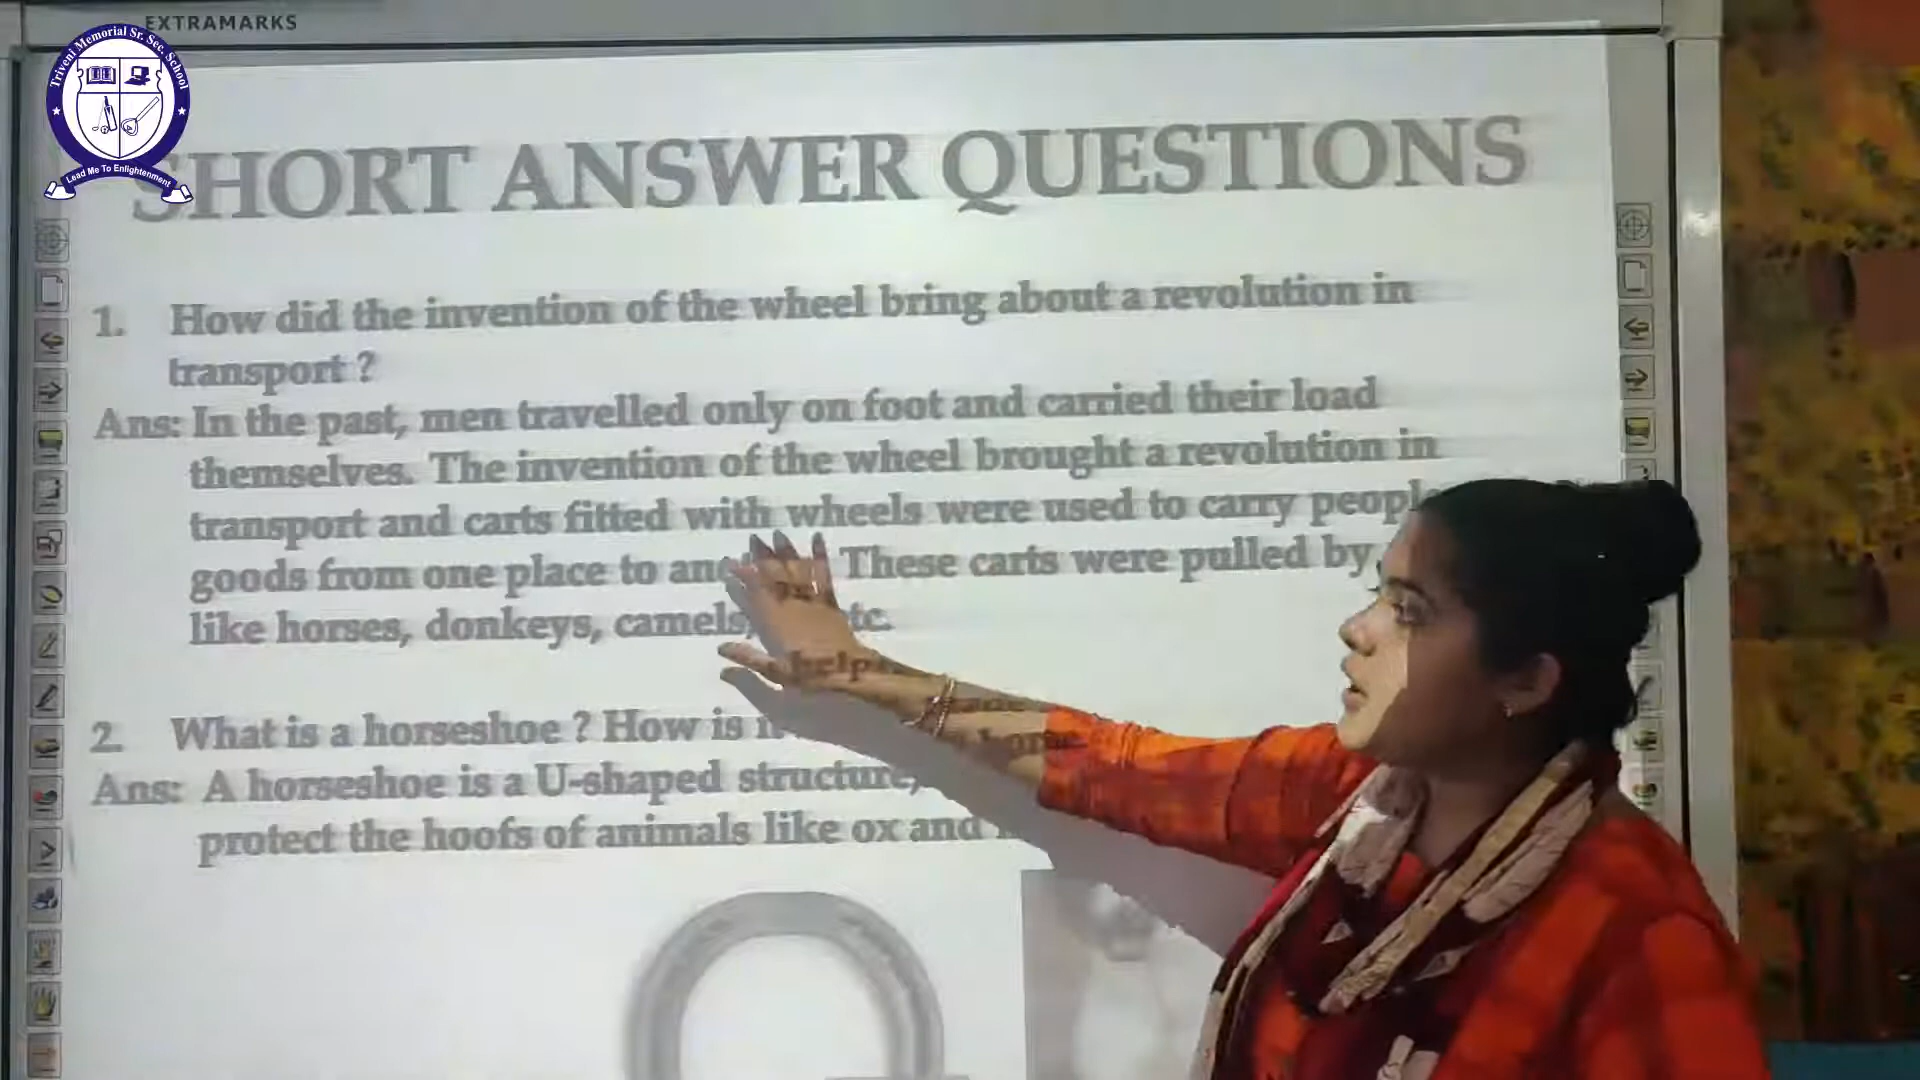 EXTRAMARKS
Triveni Memorial Sr. Sec. School
Lead Me To Enlightenment
SHORT ANSWER QUESTIONS
1. How did the invention of the wheel bring about a revolution in
transport ?
Ans: In the past, men travelled only on foot and carried their load
themselves. The invention of the wheel brought a revolution in
transport and carts fitted with wheels were used to carry
goods from one place to These carts were pulled by
like horses, donkeys, camels, etc.
help
2. What is a horseshoe ? How is
horse
Ans: A horseshoe is a U-shaped structure,
protect the hoofs of animals like ox and